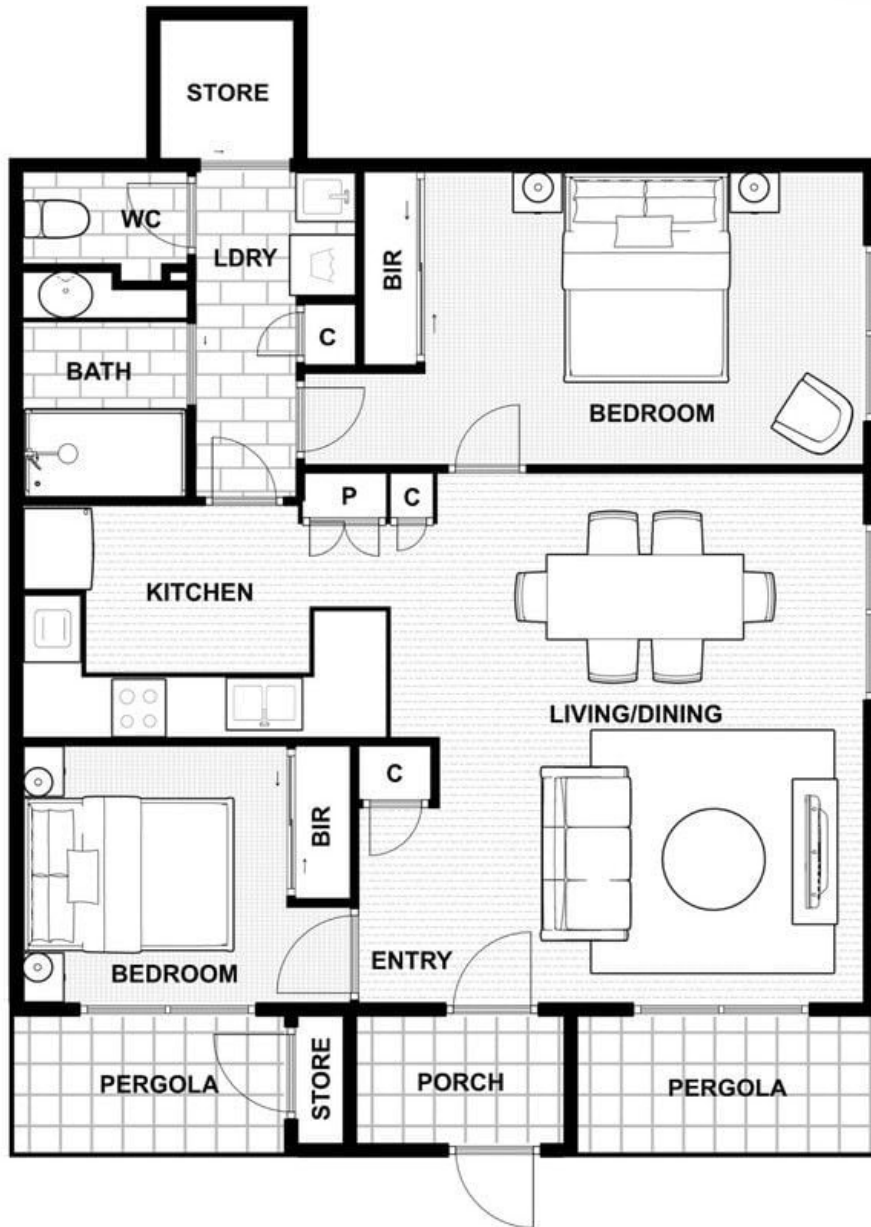 STORE
WC
LDRY
BIR
C
BATH
BEDROOM
P
C
KITCHEN
LIVING/DINING
C
BIR
ENTRY
BEDROOM
PERGOLA
STORE
PORCH
PERGOLA